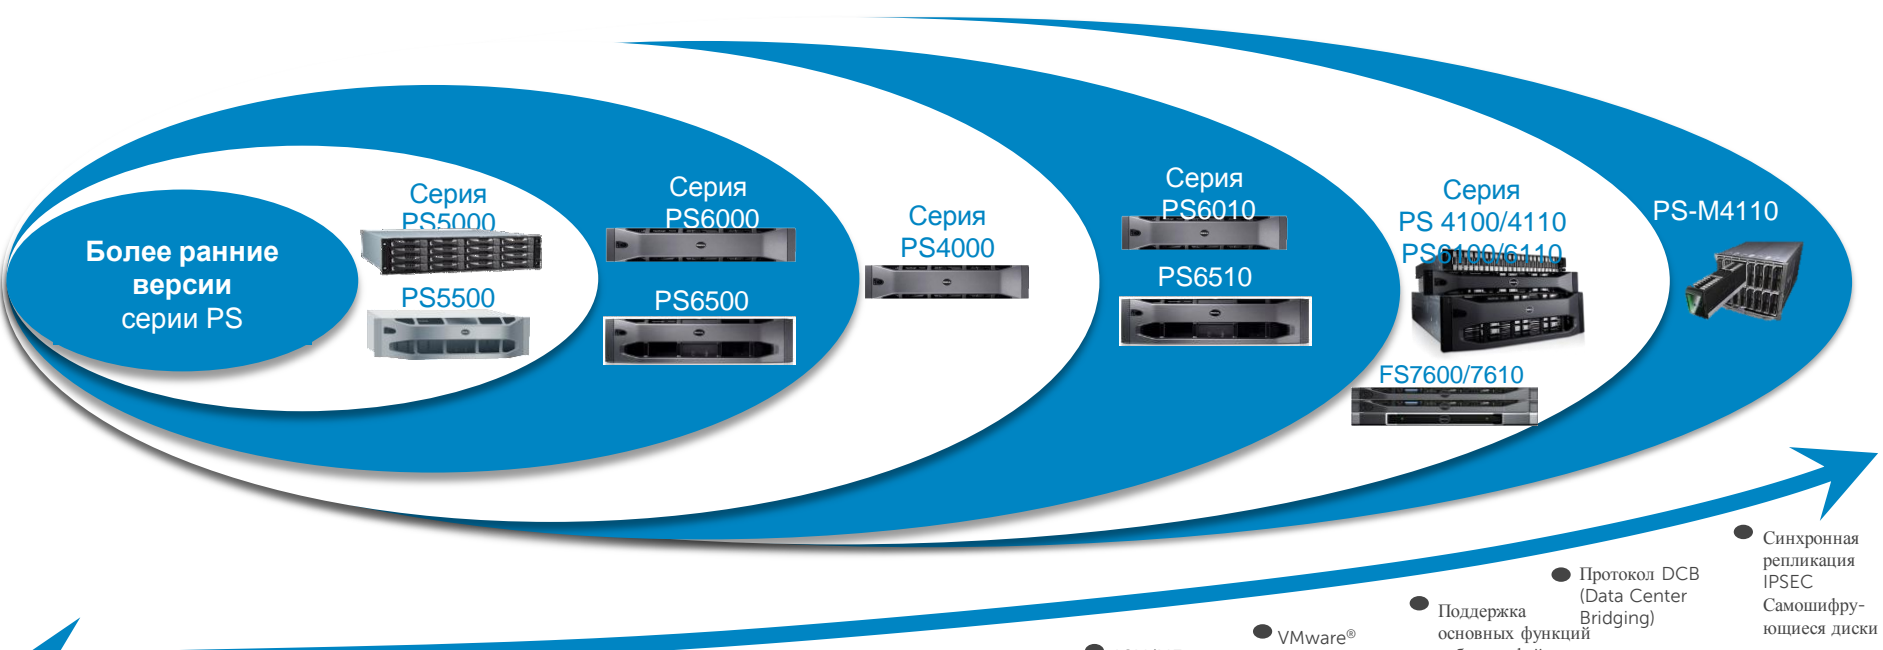 Более ранние
версии
серии PS
Серия
PS5000
PS5500
Серия
PS6000
PS6500
Серия
PS4000
Серия
PS6010
PS6510
Серия
PS 4100/4110
PS6100/6110
FS7600/7610
PS-M4110
VMware®
Поддержка
основных функций
Протокол DCB
(Data Center
Bridging)
Синхронная
репликация
IPSEC
Самошифру-
ющиеся диски